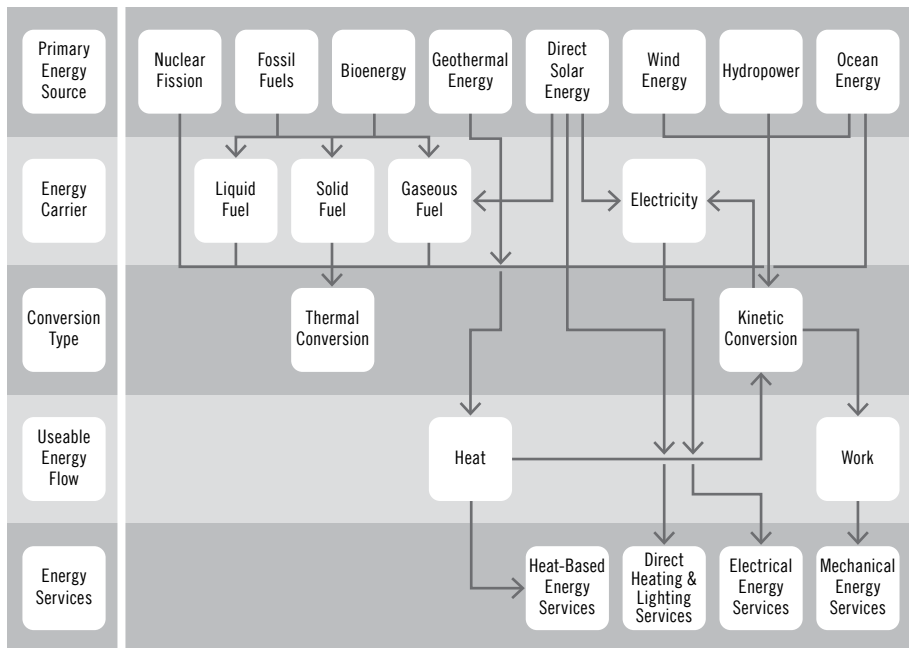 Primary
Energy
Source
Nuclear
Fission
Fossil
Fuels
Bioenergy
Geothermal
Energy
Direct
Solar
Energy
Wind
Energy
Hydropower
Ocean
Energy
Energy
Carrier
Liquid
Fuel
Solid
Fuel
Gaseous
Fuel
Electricity
Conversion
Type
Thermal
Conversion
Kinetic
Conversion
Useable
Energy
Flow
Heat
Work
Energy
Services
Heat-Based
Energy
Services
Direct
Heating &
Lighting
Services
Electrical
Energy
Services
Mechanical
Energy
Services